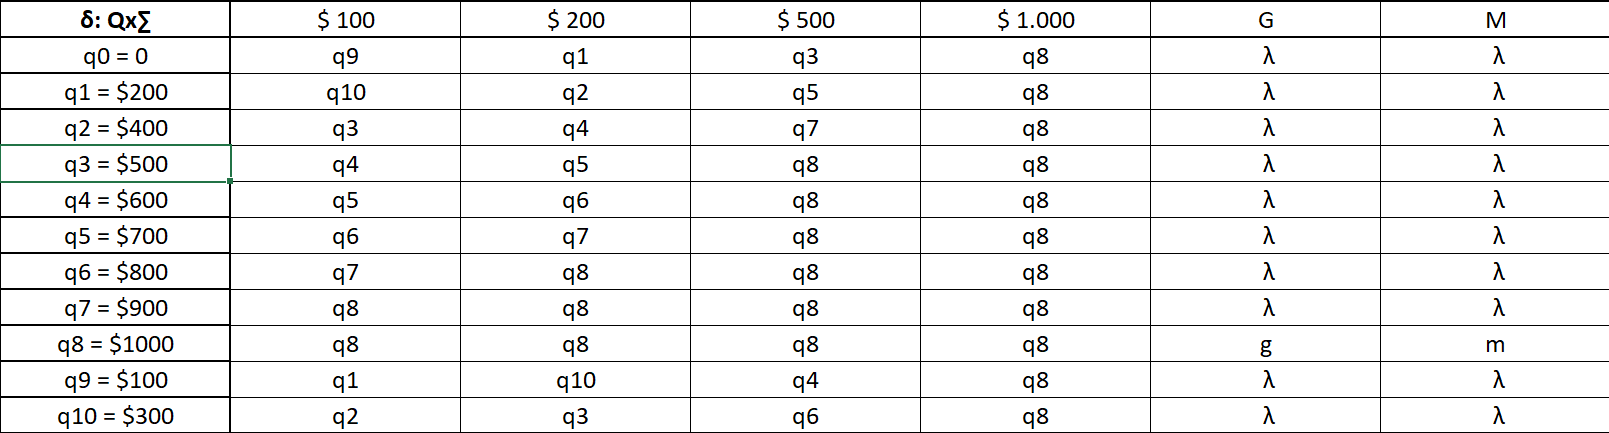 δ: Qx∑ $ 100 $ 200 $ 500 $ 1.000 G M
q0 = 0 q9 q1 q3 q8 λ λ
q1 = $200 q10 q2 q5 q8 λ λ
q2 = $400 q3 q4 q7 q8 λ λ
q3 = $500 q4 q5 q8 q8 λ λ
q4 = $600 q5 q6 q8 q8 λ λ
q5 = $700 q6 q7 q8 q8 λ λ
q6 = $800 q7 q8 q8 q8 λ λ
q7 = $900 q8 q8 q8 q8 λ λ
q8 = $1000 q8 q8 q8 q8 g m
q9 = $100 q1 q10 q4 q8 λ λ
q10 = $300 q2 q3 q6 q8 λ λ